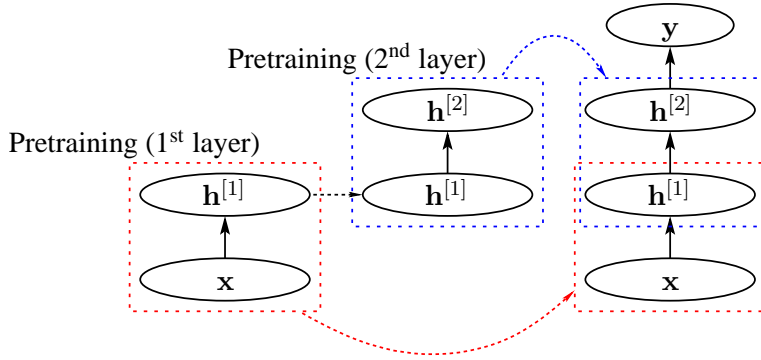 y
Pretraining (2nd layer)
h[2]
h[2]
Pretraining (1st layer)
h[1]
h[1]
h[1]
x
x